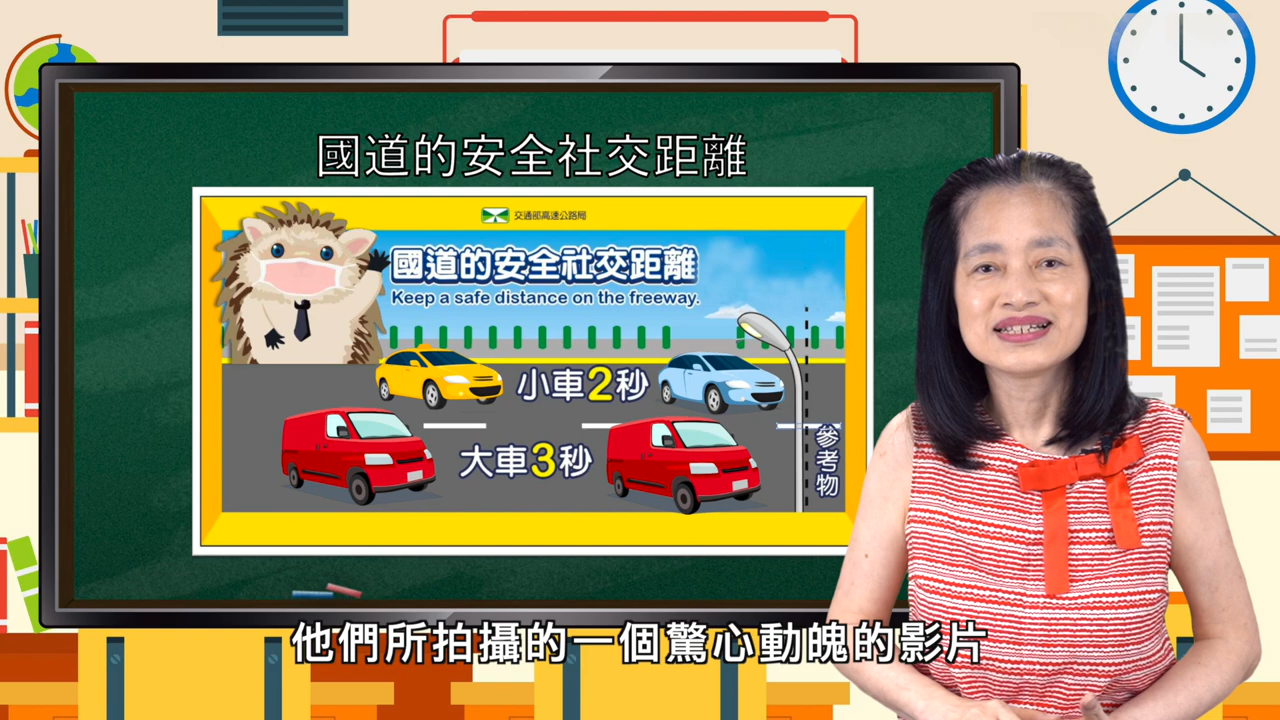 國道的安全社交距離
交通部高速公路局
國道的安全社交距離
Keep a safe distance on the freeway.
小車2秒
大車3秒
參考物
他們所拍攝的一個驚心動魄的影片